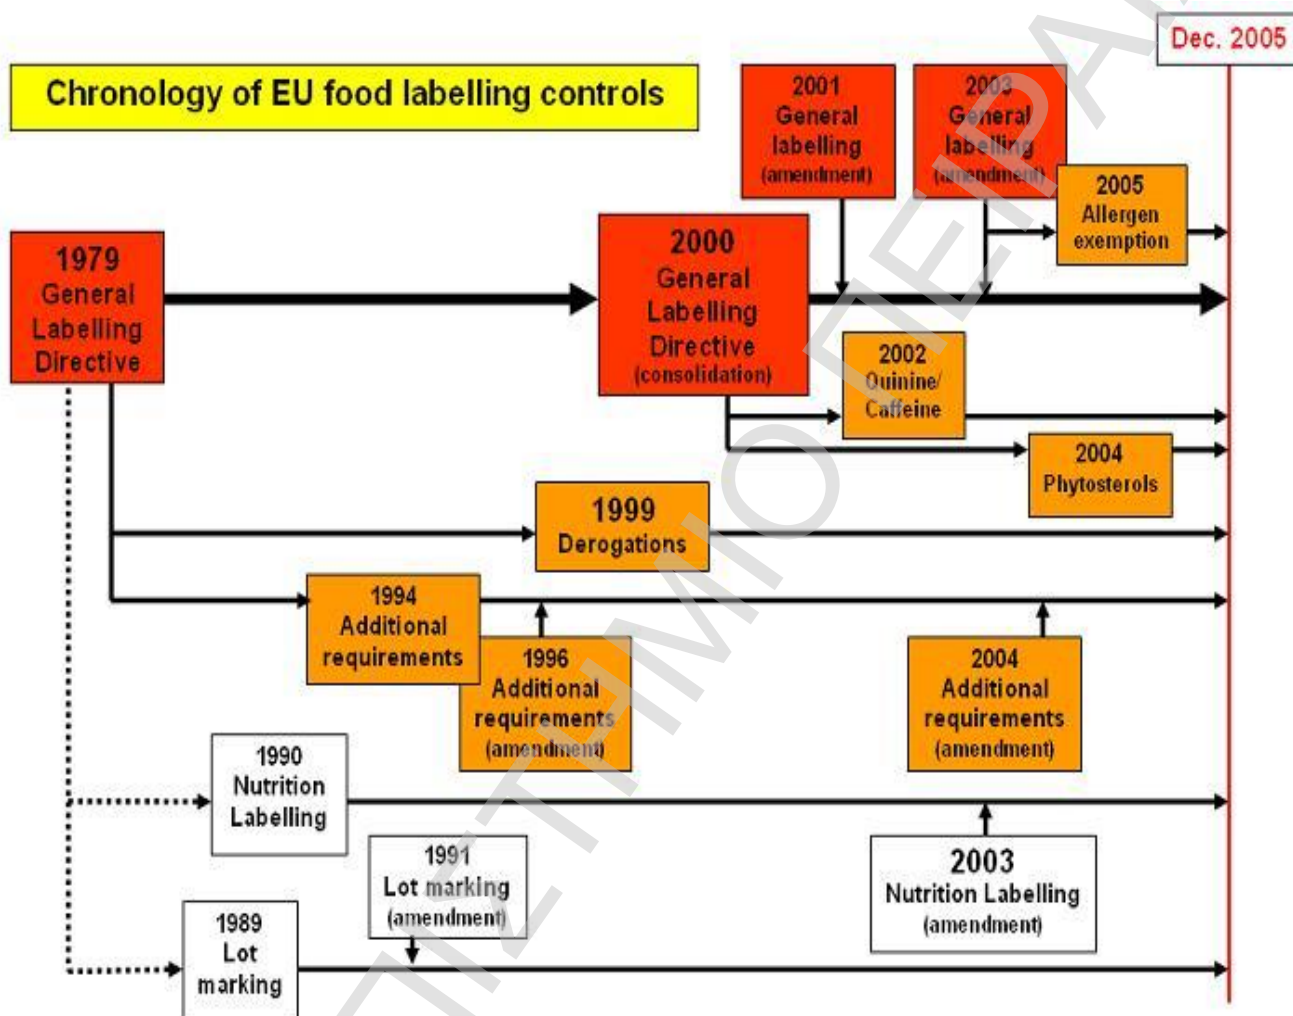 Dec. 2005
Chronology of EU food labelling controls
2001
General
labelling
(amendment)
2003
General
labelling
(amendment)
2005
Allergen
exemption
1979
General
Labelling
Directive
2000
General
Labelling
Directive
(consolidation)
2002
Quinine/
Caffeine
2004
Phytosterols
1999
Derogations
1994
Additional
requirements
1996
Additional
requirements
(amendment)
2004
Additional
requirements
(amendment)
1990
Nutrition
Labelling
1991
Lot marking
(amendment)
2003
Nutrition Labelling
(amendment)
1989
Lot
marking